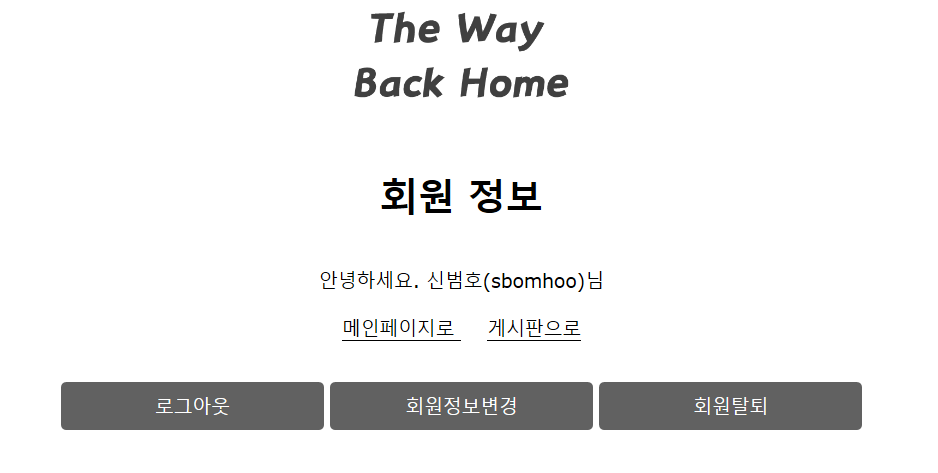 The Way
Back Home
회원 정보
안녕하세요. 신범호(sbomhoo)님
메인페이지로 게시판으로
로그아웃 회원정보변경 회원탈퇴